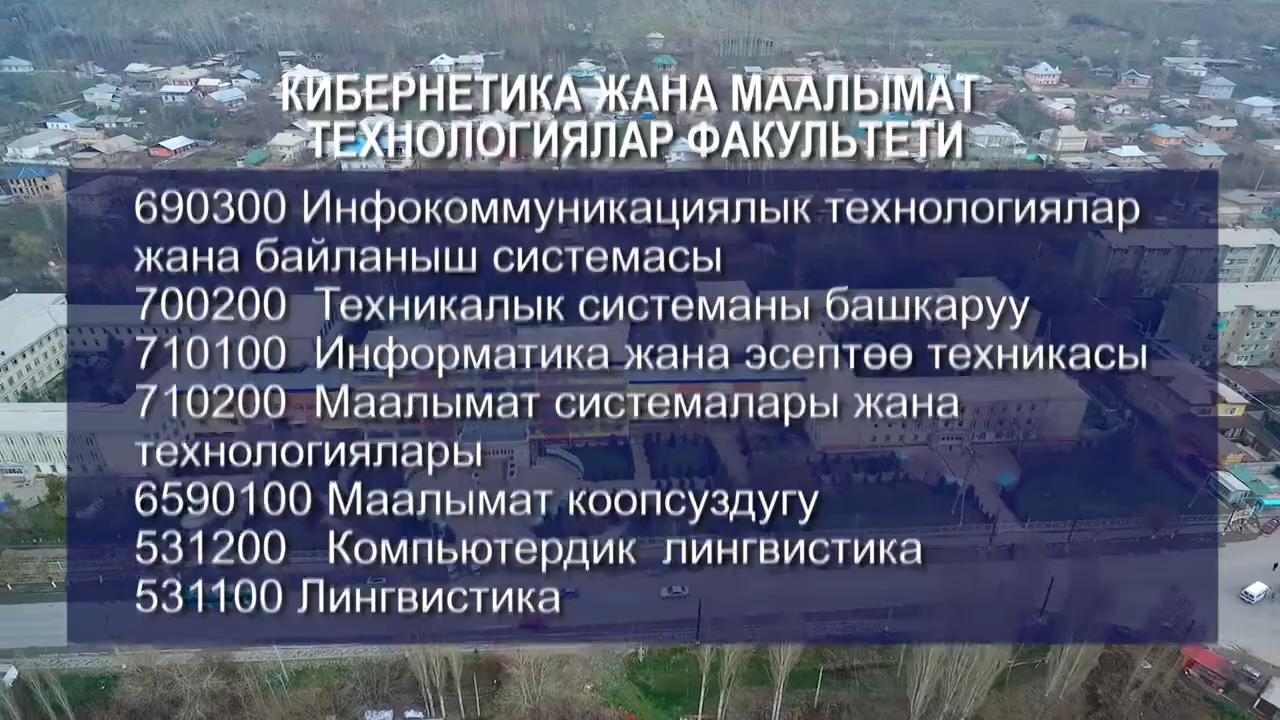 КИБЕРНЕТИКА ЖАНА МААЛЫМАТ
ТЕХНОЛОГИЯЛАР ФАКУЛЬТЕТИ
690300 Инфокоммуникациялык технологиялар
жана байланыш системасы
700200 Техникалык системаны башкаруу
710100 Информатика жана эсептөө техникасы
710200 Маалымат системалары жана
технологиялары
6590100 Маалымат коопсуздугу
531200 Компьютердик лингвистика
531100 Лингвистика